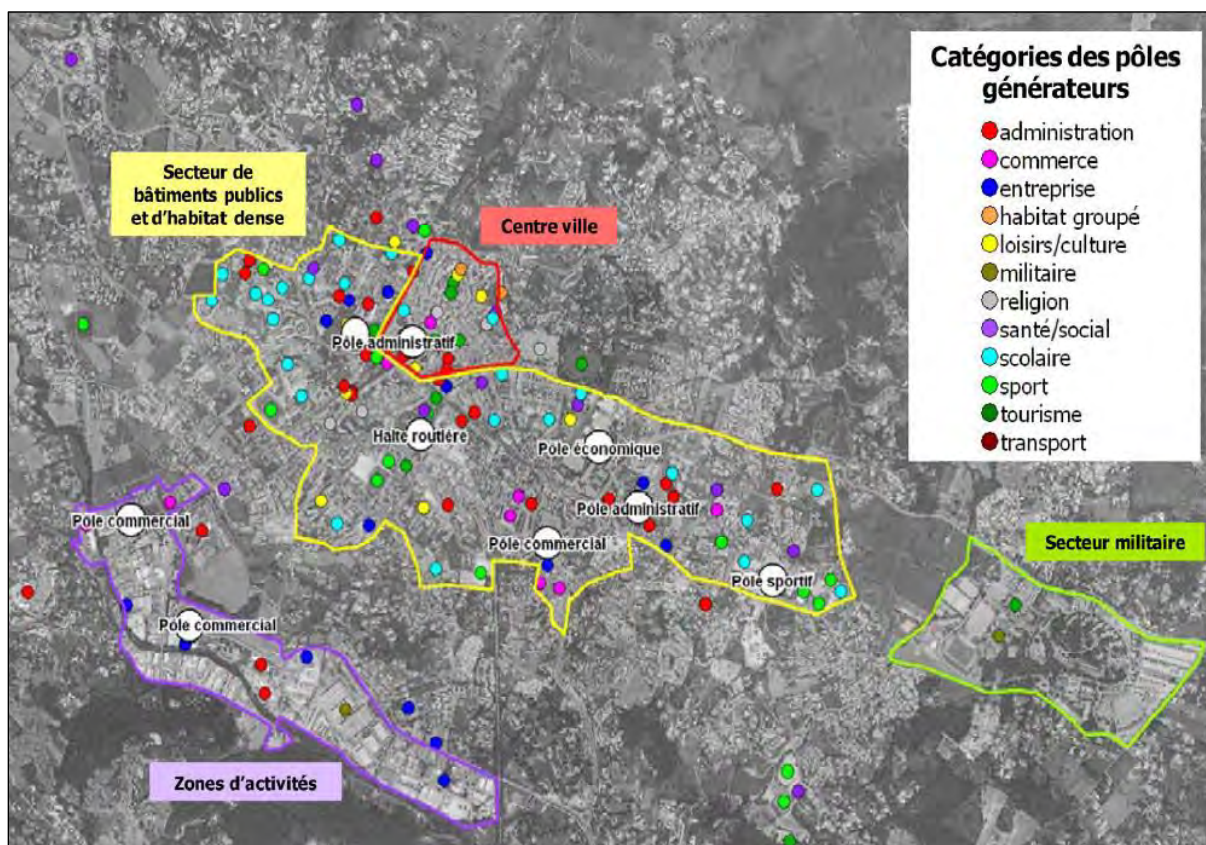 Catégories des pôles
générateurs
administration
commerce
entreprise
habitat groupé
loisirs/culture
militaire
religion
santé/social
scolaire
sport
tourisme
transport
Secteur de
bâtiments publics
et d'habitat dense
Centre ville
Pôle administratif
Halte routière
Pôle économique
Pôle commercial
Pôle administratif
Pôle commercial
Pôle sportif
Secteur militaire
Pôle commercial
Zones d'activités